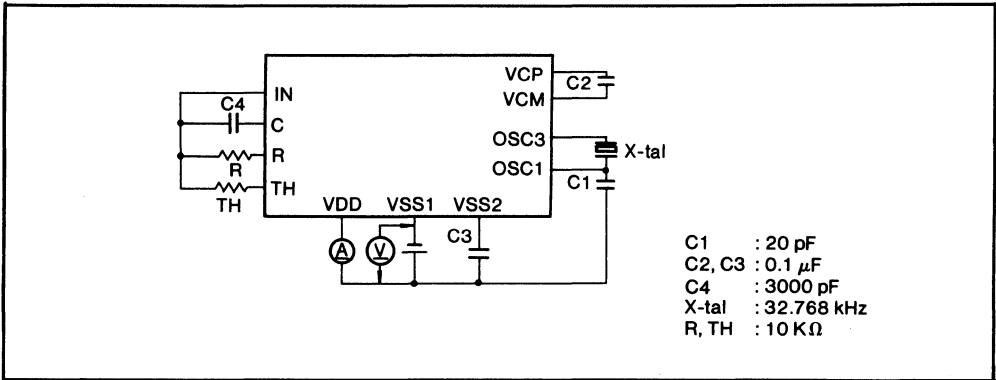 VCP
C2
VCM
IN
C4
C
OSC3
X-tal
R
R
OSC1
C1
TH
TH
VDD VSS1 VSS2
C3
A
V
C1 : 20 pF
C2, C3 : 0.1 μF
C4 : 3000 pF
X-tal : 32.768 kHz
R, TH : 10 KΩ